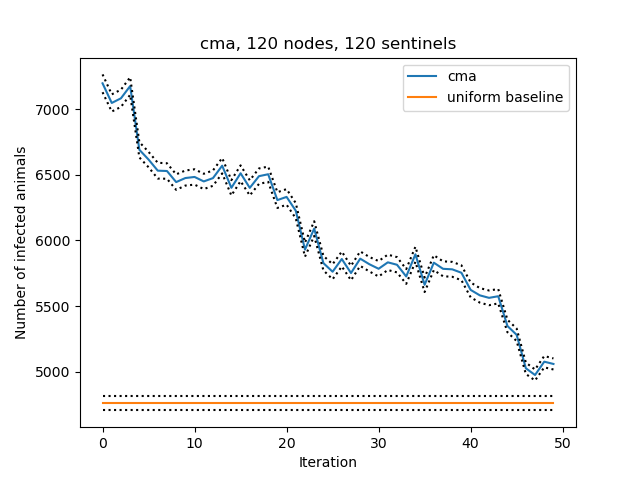 cma, 120 nodes, 120 sentinels
cma
uniform baseline
7000
6500
6000
5500
5000
Number of infected animals
0 10 20 30 40 50
Iteration